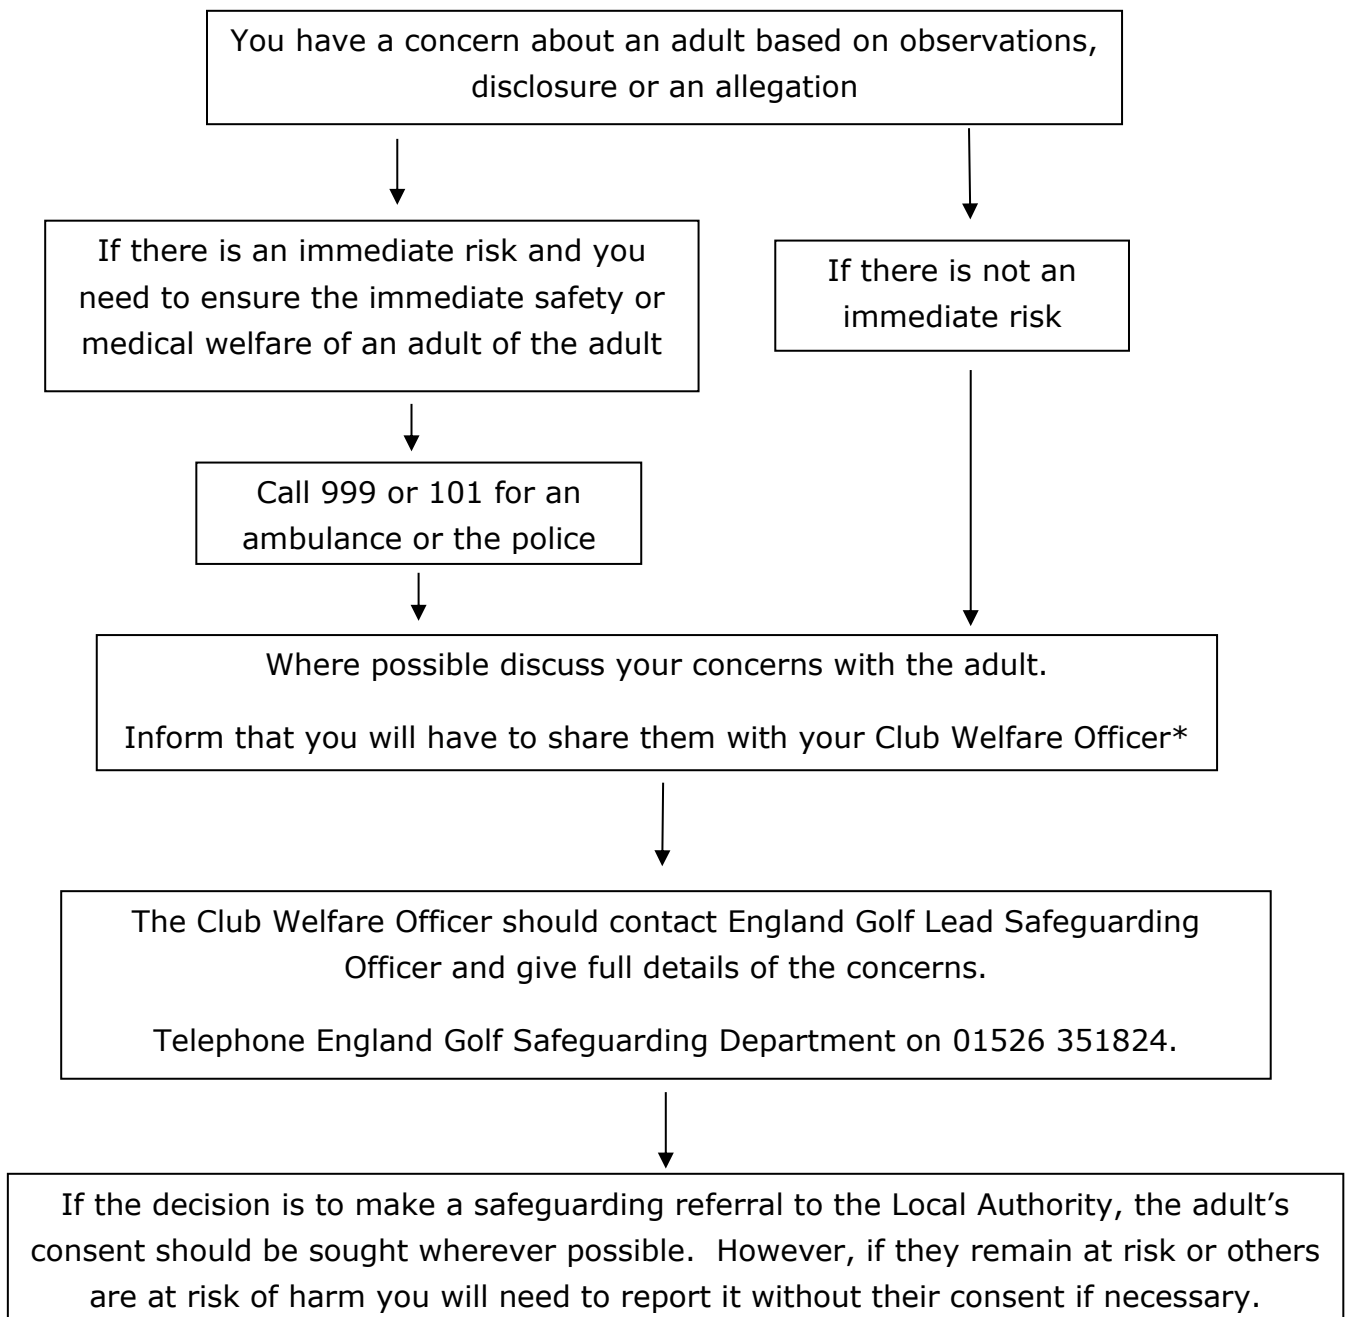 You have a concern about an adult based on observations,
disclosure or an allegation
If there is an immediate risk and you
need to ensure the immediate safety or
medical welfare of an adult of the adult
If there is not an
immediate risk
Call 999 or 101 for an
ambulance or the police
Where possible discuss your concerns with the adult.
Inform that you will have to share them with your Club Welfare Officer*
The Club Welfare Officer should contact England Golf Lead Safeguarding
Officer and give full details of the concerns.
Telephone England Golf Safeguarding Department on 01526 351824.
If the decision is to make a safeguarding referral to the Local Authority, the adult’s
consent should be sought wherever possible.  However, if they remain at risk or others
are at risk of harm you will need to report it without their consent if necessary.